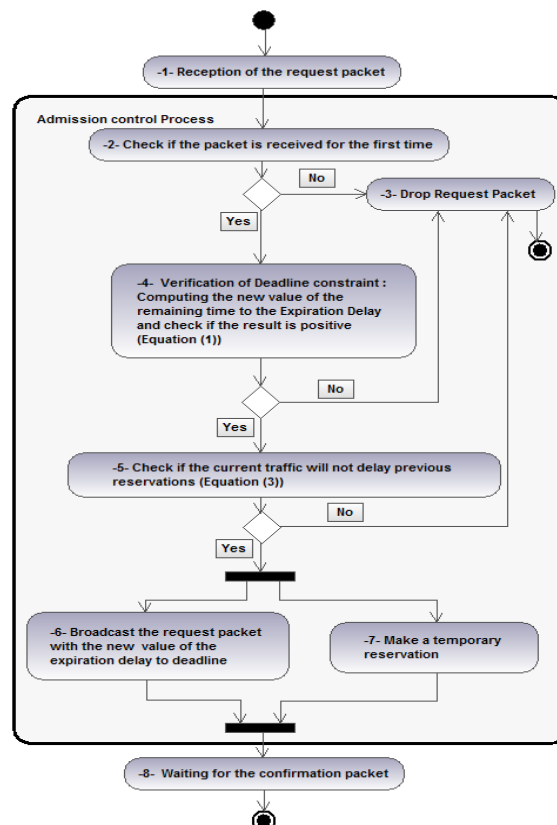 -1- Reception of the request packet
Admission control Process
-2- Check if the packet is received for the first time
No
-3- Drop Request Packet
Yes
-4- Verification of Deadline constraint :
Computing the new value of the
remaining time to the Expiration Delay
and check if the result is positive
(Equation (1))
No
Yes
-5- Check if the current traffic will not delay previous
reservations (Equation (3))
No
Yes
-6- Broadcast the request packet
with the new value of the
expiration delay to deadline
-7- Make a temporary
reservation
-8- Waiting for the confirmation packet